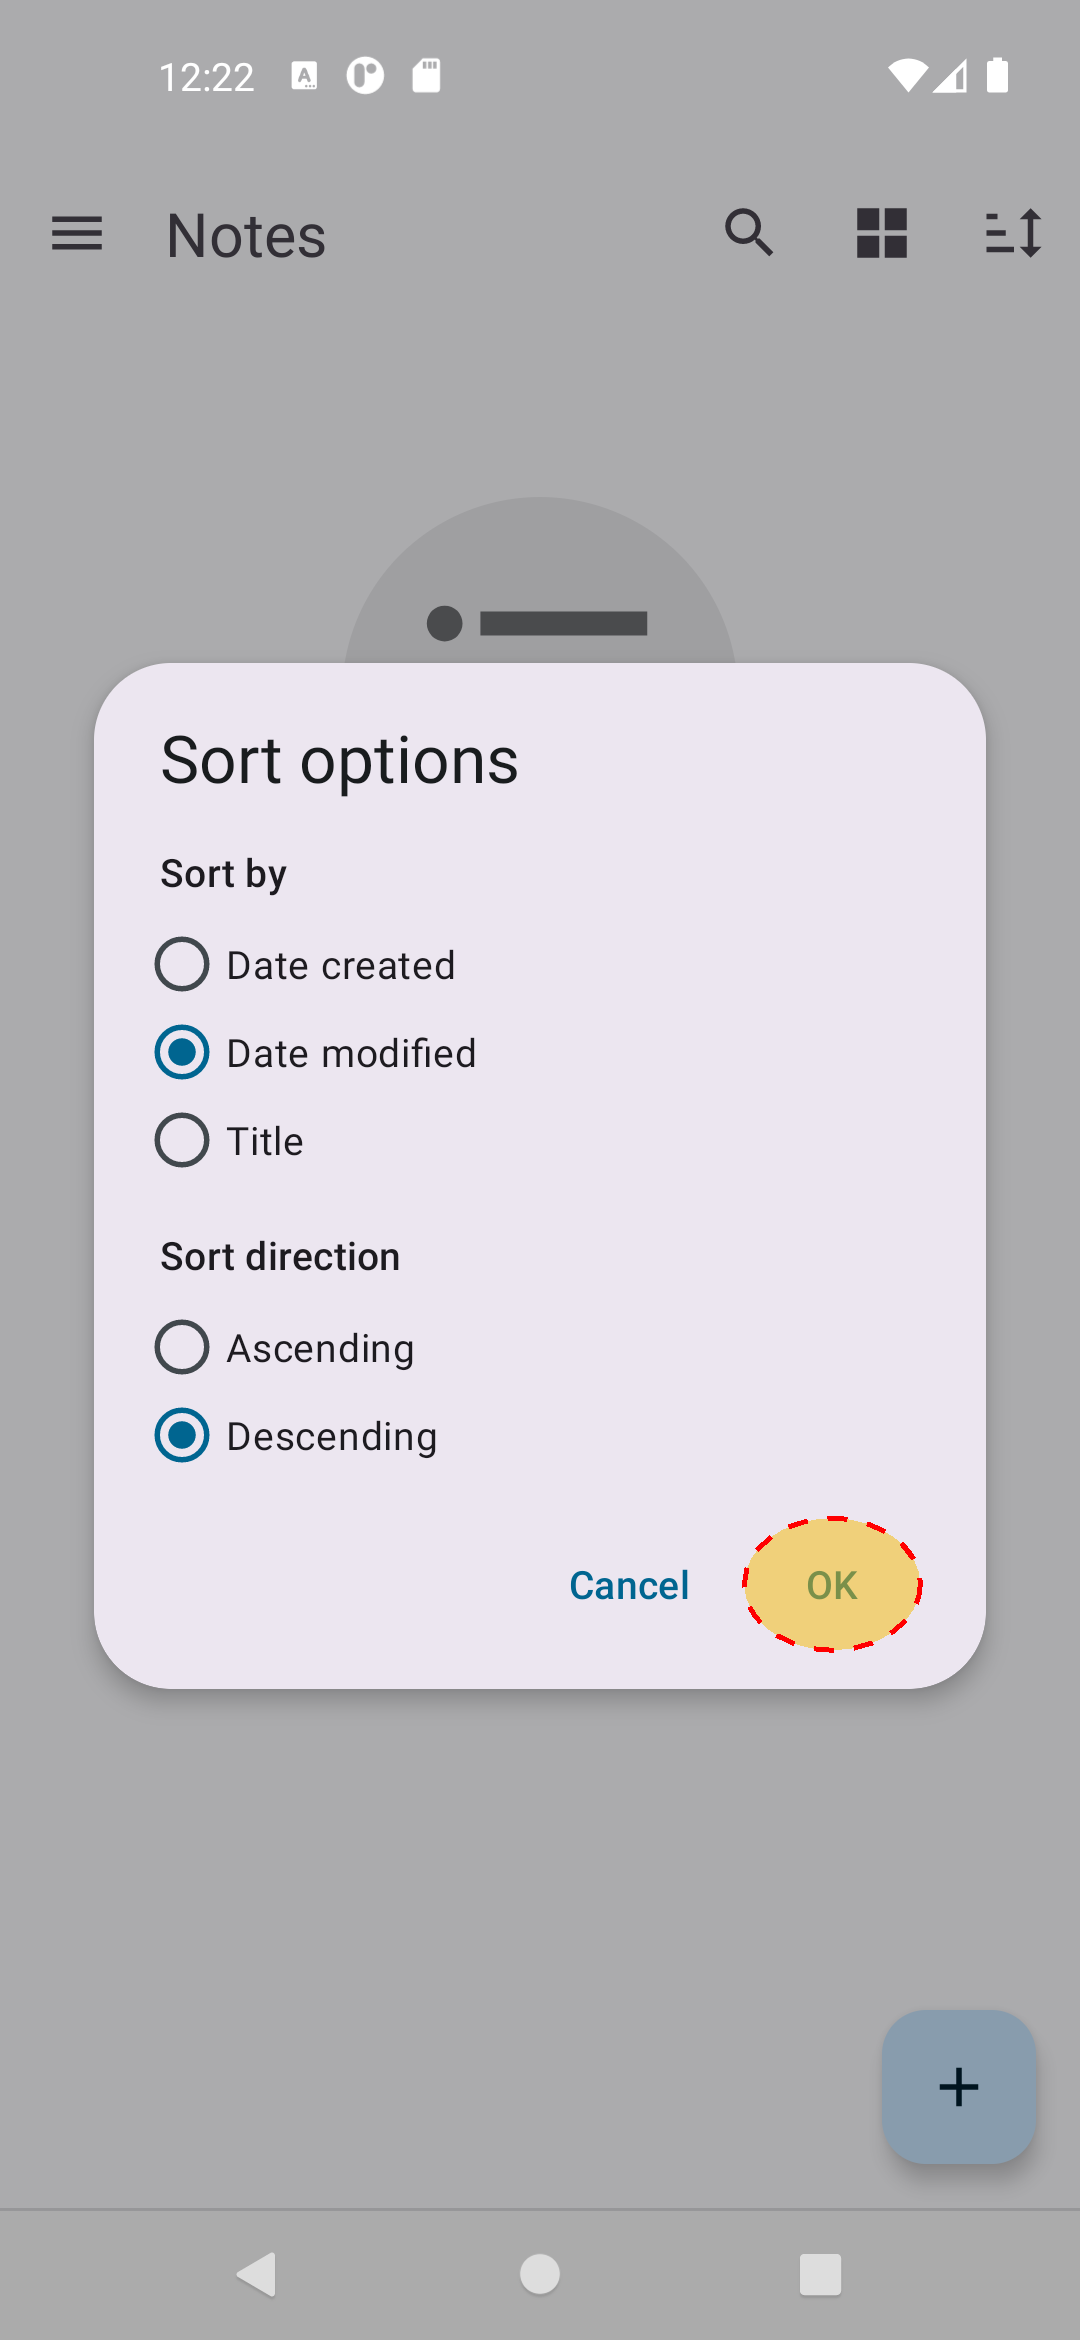 12:22
Notes
Sort options
Sort by
Date created
Date modified
Title
Sort direction
Ascending
Descending
Cancel OK